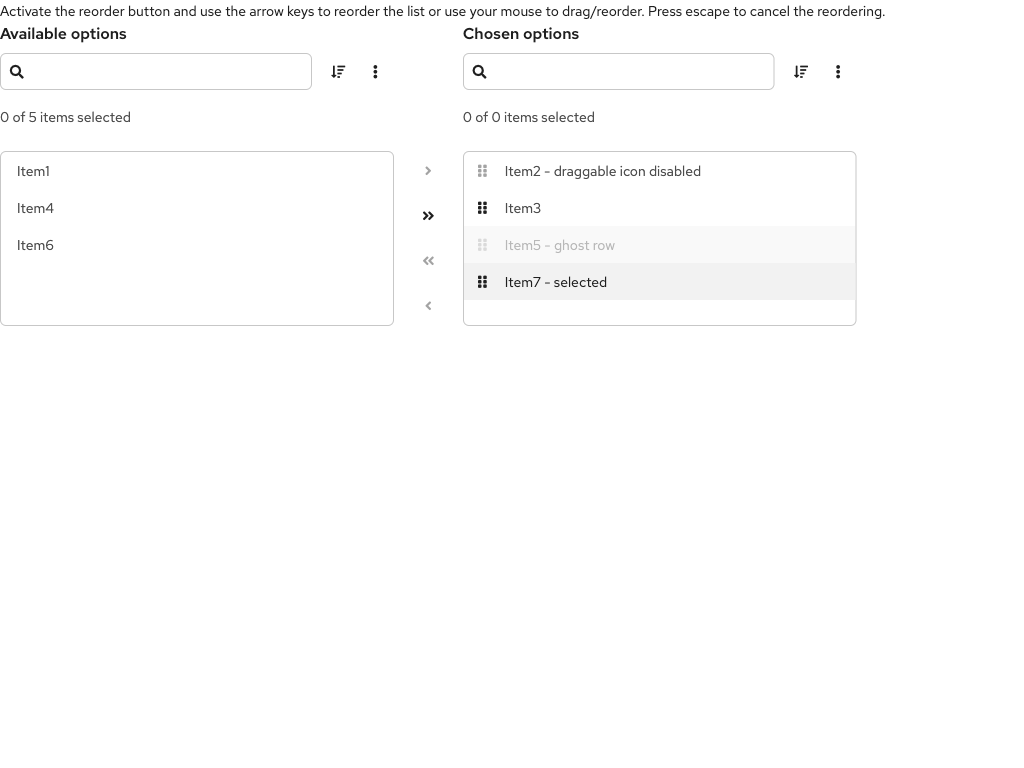 Activate the reorder button and use the arrow keys to reorder the list or use your mouse to drag/reorder. Press escape to cancel the reordering.
Available options
0 of 5 items selected
Item1
Item4
Item6
Chosen options
0 of 0 items selected
Item2 - draggable icon disabled
Item3
Item5 - ghost row
Item7 - selected